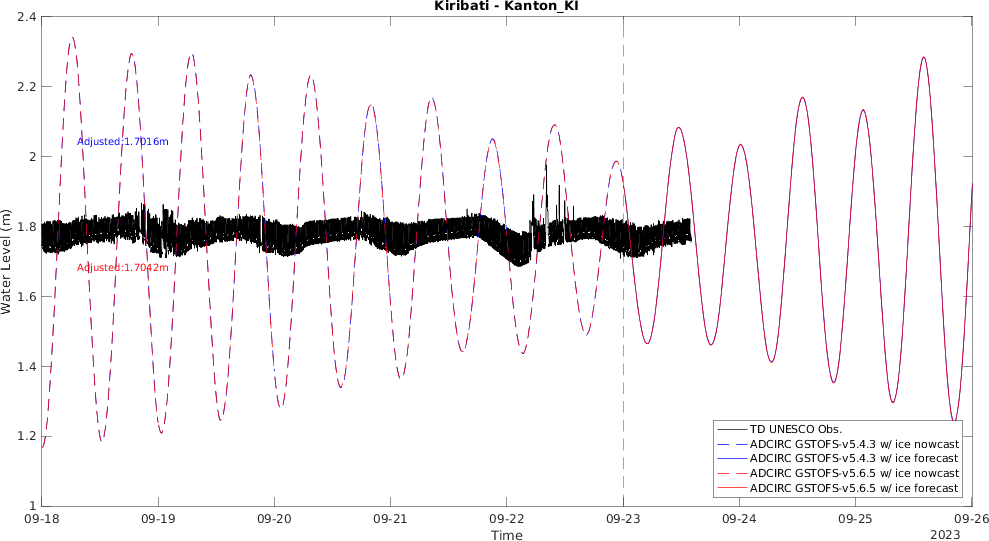 Kiribati - Kanton_KI
2.4
2.2
2
1.8
1.6
1.4
1.2
1
Water Level (m)
Adjusted:1.7016m
Adjusted:1.7042m
TD UNESCO Obs.
ADCIRC GSTOFS-v5.4.3 w/ ice nowcast
ADCIRC GSTOFS-v5.4.3 w/ ice forecast
ADCIRC GSTOFS-v5.6.5 w/ ice nowcast
ADCIRC GSTOFS-v5.6.5 w/ ice forecast
09-18 09-19 09-20 09-21 09-22 09-23 09-24 09-25 09-26
Time
2023